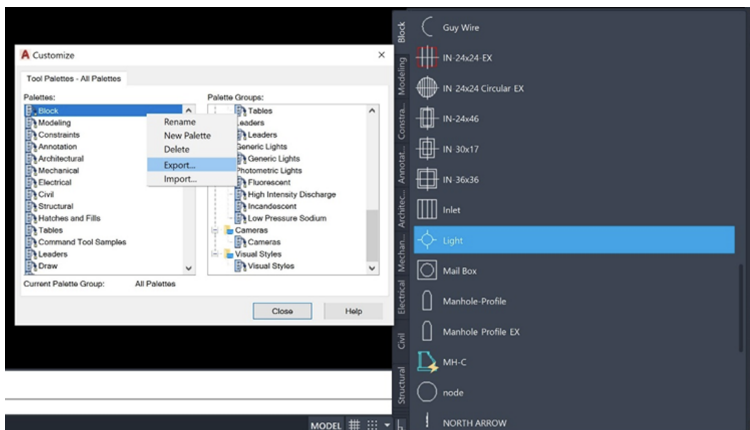 Customize
Tool Palettes - All Palettes
Palettes:
Block
Modeling
Constraints
Annotation
Architectural
Mechanical
Electrical
Civil
Structural
Hatches and Fills
Tables
Command Tool Samples
Leaders
Draw
Rename
New Palette
Delete
Export...
Import...
Palette Groups:
Tables
Leaders
Generic Lights
Generic Lights
Photometric Lights
Fluorescent
High Intensity Discharge
Incandescent
Low Pressure Sodium
Cameras
Cameras
Visual Styles
Visual Styles
Current Palette Group: All Palettes
Close
Help
MODEL
Block
Modeling
Constra...
Annotat...
Architec...
Mechan...
Electrical
Civil
Structural
Guy Wire
IN-24x24 EX
IN 24x24 Circular EX
IN-24x46
IN 30x17
IN-36x36
Inlet
Light
Mail Box
Manhole-Profile
Manhole Profile EX
MH-C
node
NORTH ARROW